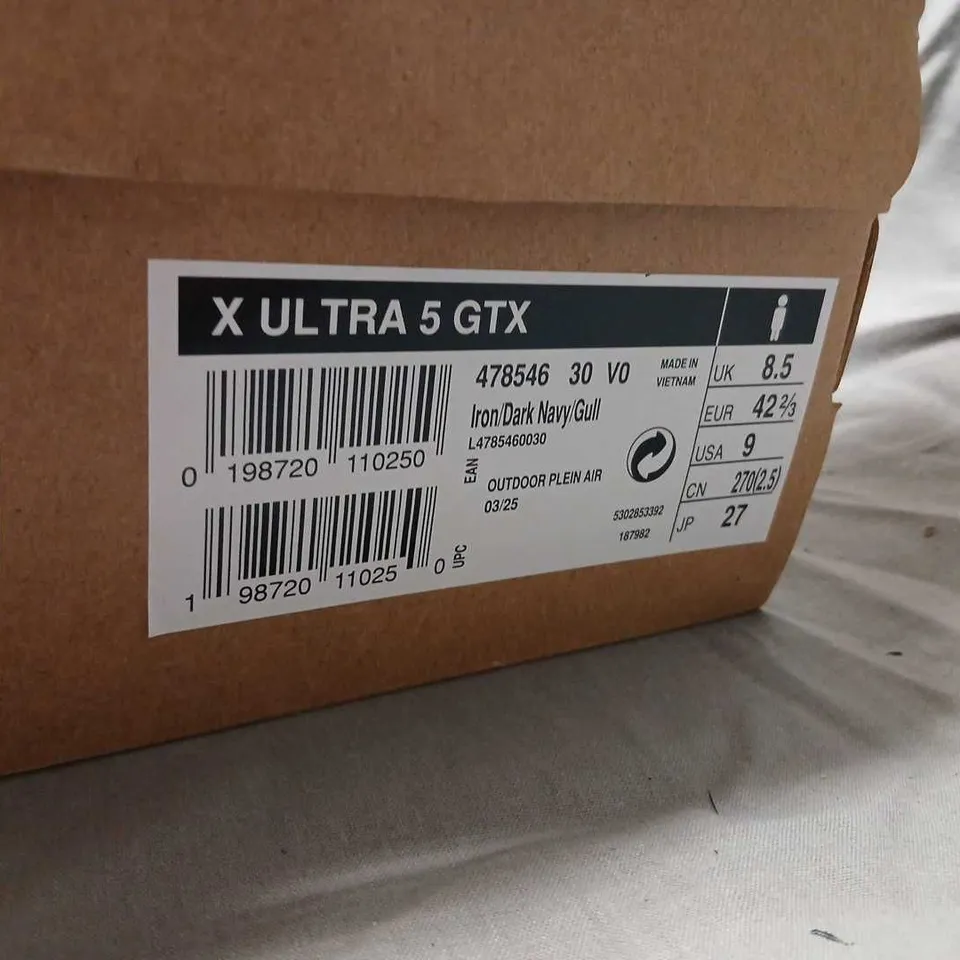 X ULTRA 5 GTX
478546 30 V0
MADE IN
VIETNAM
Iron/Dark Navy/Gull
L4785460030
EAN
0 198720 110250
OUTDOOR PLEIN AIR
03/25
5302853392
187982
UPC
1 98720 11025 0
UK 8.5
EUR 42 2/3
USA 9
CN 270(2.5)
JP 27